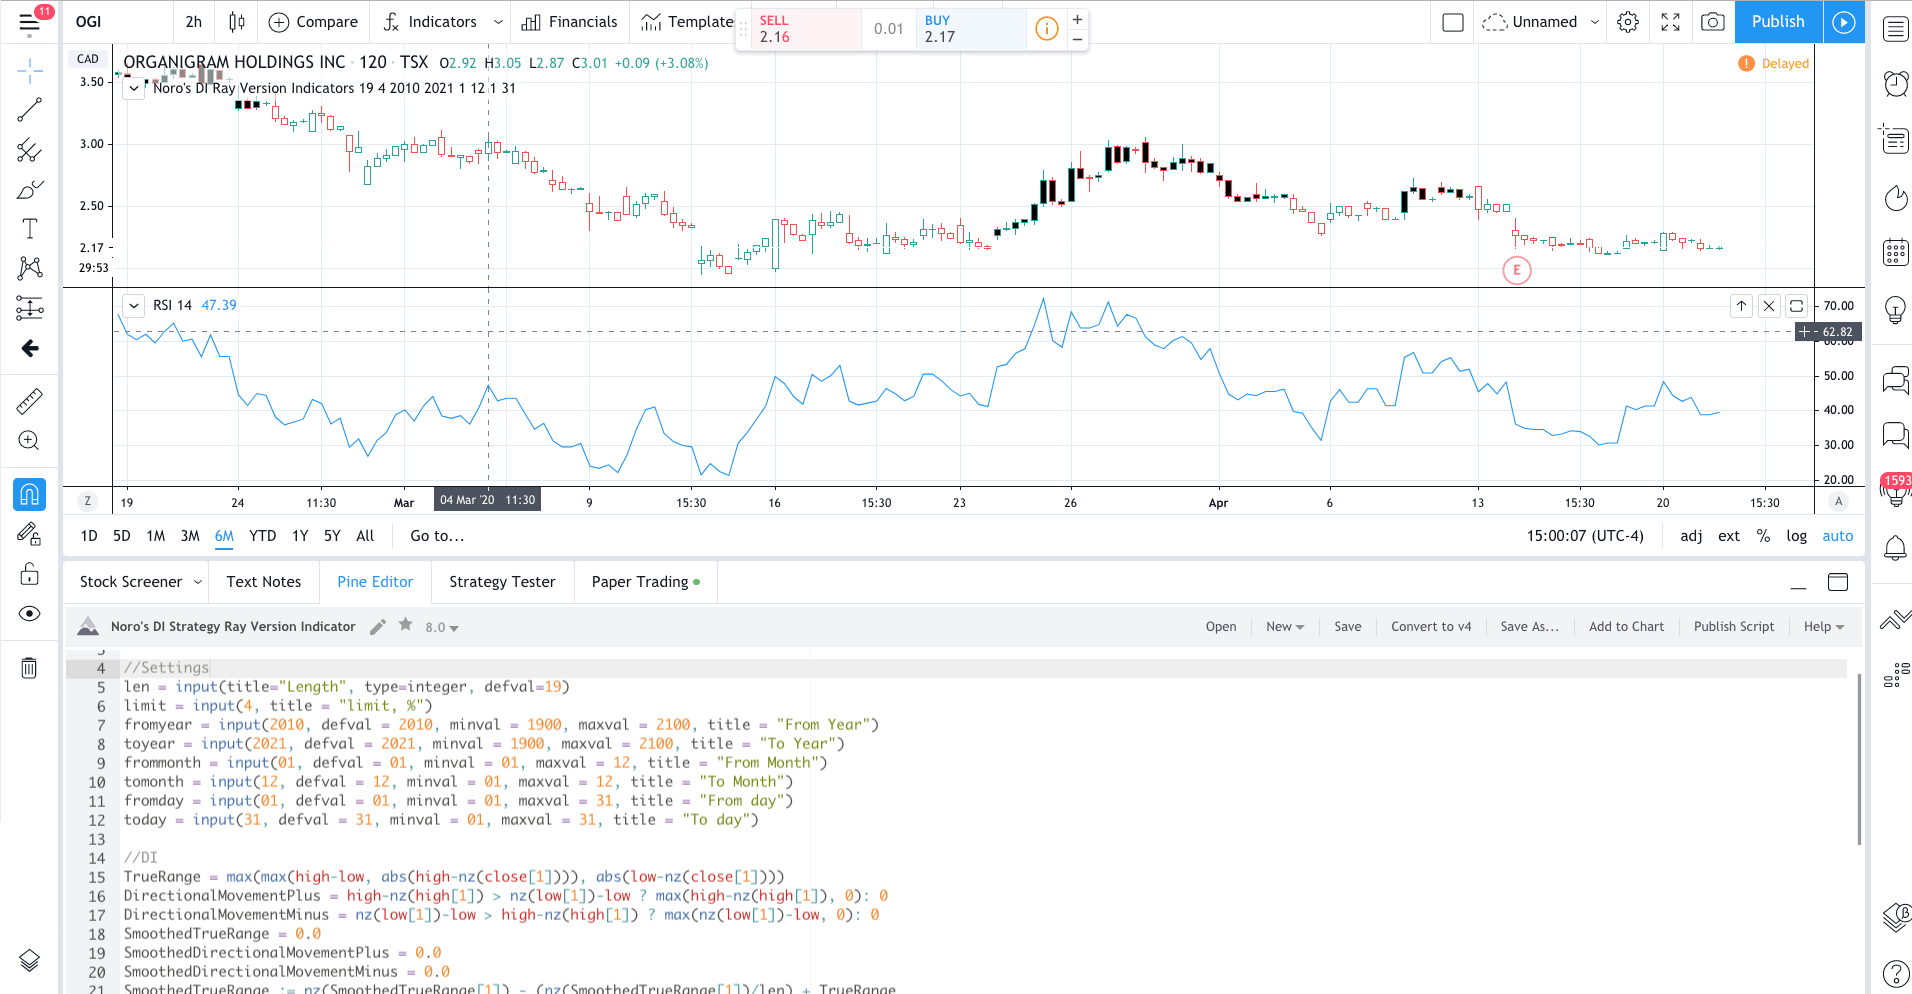 11
OGI
2h
Compare
Indicators
Financials
Template
SELL
2.16
0.01
BUY
2.17
Unnamed
Publish
CAD
ORGANIGRAM HOLDINGS INC · 120 · TSX O2.92 H3.05 L2.87 C3.01 +0.09 (+3.08%)
Delayed
Noro's DI Ray Version Indicators 19 4 2010 2021 1 12 1 31
3.50
3.00
2.50
2.17
29:53
E
RSI 14 47.39
70.00
62.82
60.00
50.00
40.00
30.00
20.00
Z
19
24
11:30
Mar
04 Mar '20 11:30
9
15:30
16
15:30
23
26
Apr
6
13
15:30
20
15:30
A
1D 5D 1M 3M 6M YTD 1Y 5Y All Go to...
15:00:07 (UTC-4) adj ext % log auto
1593
Stock Screener
Text Notes
Pine Editor
Strategy Tester
Paper Trading
Noro's DI Strategy Ray Version Indicator 8.0
Open New Save Convert to v4 Save As... Add to Chart Publish Script Help
4 //Settings
5 len = input(title="Length", type=integer, defval=19)
6 limit = input(4, title = "limit, %")
7 fromyear = input(2010, defval = 2010, minval = 1900, maxval = 2100, title = "From Year")
8 toyear = input(2021, defval = 2021, minval = 1900, maxval = 2100, title = "To Year")
9 frommonth = input(01, defval = 01, minval = 01, maxval = 12, title = "From Month")
10 tomonth = input(12, defval = 12, minval = 01, maxval = 12, title = "To Month")
11 fromday = input(01, defval = 01, minval = 01, maxval = 31, title = "From day")
12 today = input(31, defval = 31, minval = 01, maxval = 31, title = "To day")
13
14 //DI
15 TrueRange = max(max(high-low, abs(high-nz(close[1]))), abs(low-nz(close[1])))
16 DirectionalMovementPlus = high-nz(high[1]) > nz(low[1])-low ? max(high-nz(high[1]), 0): 0
17 DirectionalMovementMinus = nz(low[1])-low > high-nz(high[1]) ? max(nz(low[1])-low, 0): 0
18 SmoothedTrueRange = 0.0
19 SmoothedDirectionalMovementPlus = 0.0
20 SmoothedDirectionalMovementMinus = 0.0
21 SmoothedTrueRange := nz(SmoothedTrueRange[1]) - (nz(SmoothedTrueRange[1])/len) + TrueRange